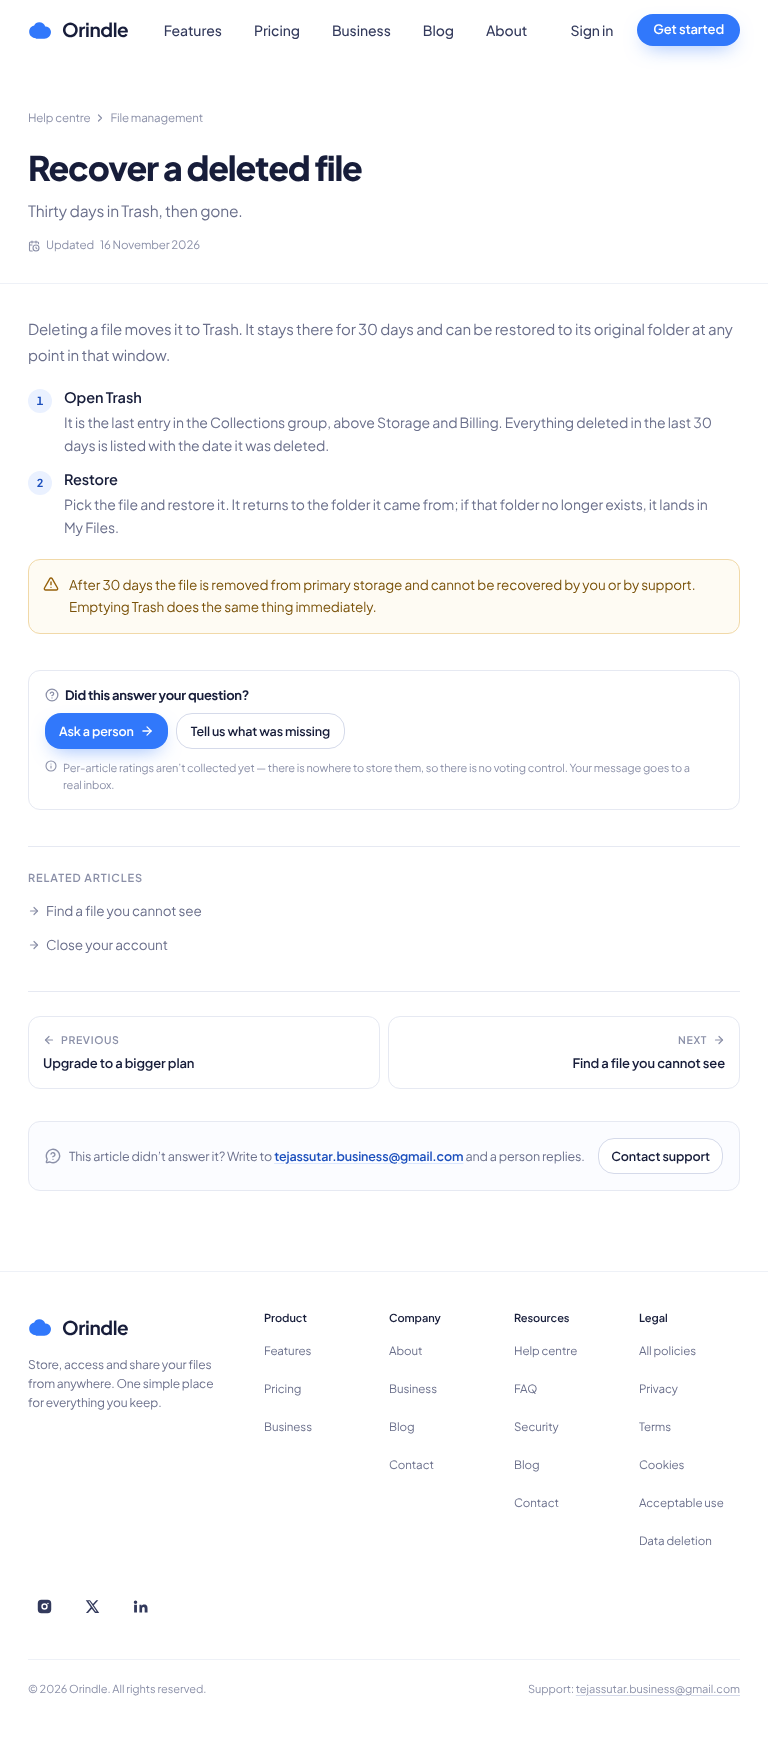 Orindle
Features
Pricing
Business
Blog
About
Sign in
Get started
Help centre
File management
Recover a deleted file
Thirty days in Trash, then gone.
Updated 16 November 2026
Deleting a file moves it to Trash. It stays there for 30 days and can be restored to its original folder at any
point in that window.
1
Open Trash
It is the last entry in the Collections group, above Storage and Billing. Everything deleted in the last 30
days is listed with the date it was deleted.
2
Restore
Pick the file and restore it. It returns to the folder it came from; if that folder no longer exists, it lands in
My Files.
After 30 days the file is removed from primary storage and cannot be recovered by you or by support.
Emptying Trash does the same thing immediately.
Did this answer your question?
Ask a person
Tell us what was missing
Per-article ratings aren't collected yet — there is nowhere to store them, so there is no voting control. Your message goes to a
real inbox.
RELATED ARTICLES
Find a file you cannot see
Close your account
PREVIOUS
Upgrade to a bigger plan
NEXT
Find a file you cannot see
This article didn't answer it? Write to tejassutar.business@gmail.com and a person replies.
Contact support
Orindle
Store, access and share your files
from anywhere. One simple place
for everything you keep.
Product
Features
Pricing
Business
Company
About
Business
Blog
Contact
Resources
Help centre
FAQ
Security
Blog
Contact
Legal
All policies
Privacy
Terms
Cookies
Acceptable use
Data deletion
© 2026 Orindle. All rights reserved.
Support: tejassutar.business@gmail.com